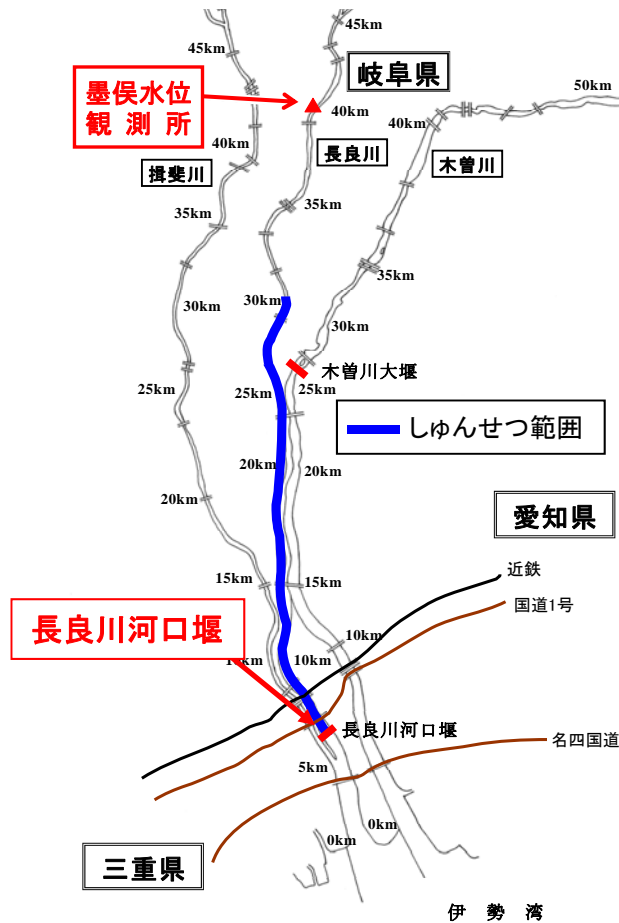 45km
45km
岐阜県
墨俣水位
観測所
50km
40km
40km
長良川
木曽川
40km
揖斐川
35km
35km
35km
30km
30km
30km
木曽川大堰
25km
25km
25km
しゅんせつ範囲
20km
20km
20km
愛知県
近鉄
15km
15km
国道1号
長良川河口堰
10km
10km
長良川河口堰
名四国道
5km
0km
0km
三重県
伊勢湾